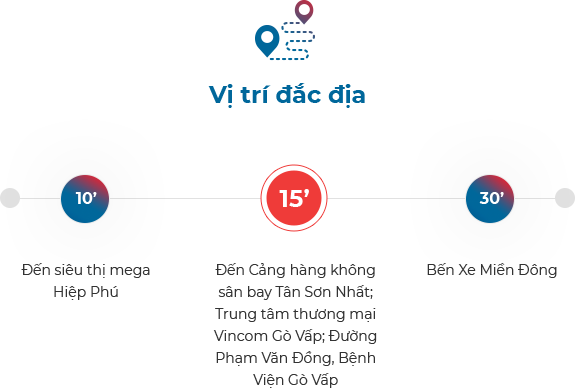 Vị trí đắc địa
10’
15’
30’
Đến siêu thị mega
Hiệp Phú
Đến Cảng hàng không
sân bay Tân Sơn Nhất;
Trung tâm thương mại
Vincom Gò Vấp; Đường
Phạm Văn Đồng, Bệnh
Viện Gò Vấp
Bến Xe Miền Đông